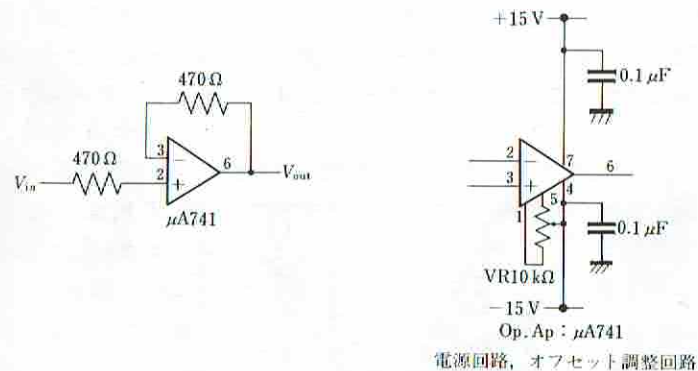 470 Ω
3
470 Ω
6
V_in
V_out
2
μA741
+15 V
0.1 μF
2
7
6
3
4
5
1
0.1 μF
VR10 kΩ
−15 V
Op. Ap : μA741
電源回路，オフセット調整回路